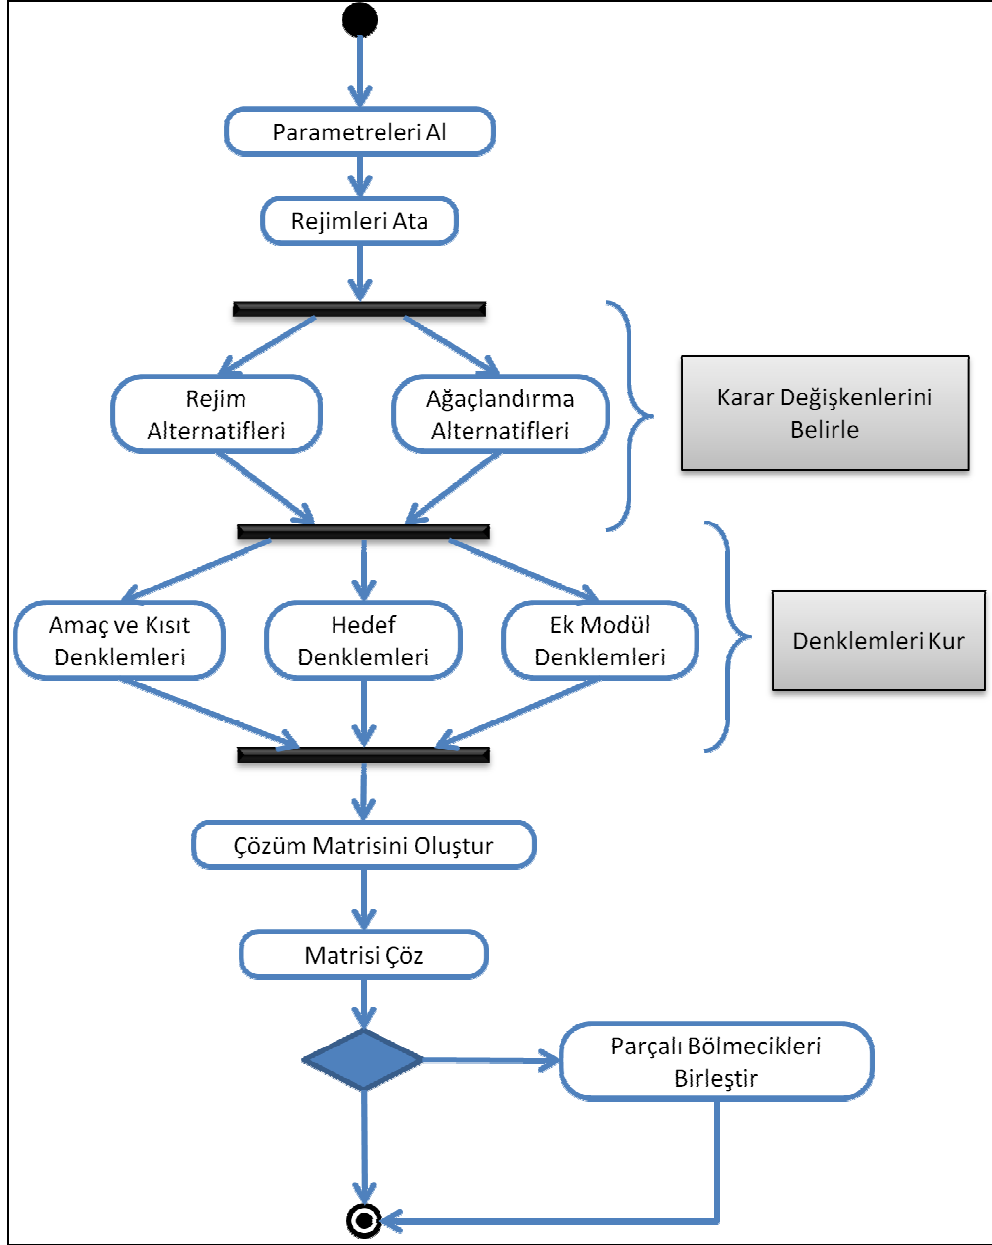 Parametreleri Al
Rejimleri Ata
Rejim
Alternatifleri
Ağaçlandırma
Alternatifleri
Karar Değişkenlerini
Belirle
Amaç ve Kısıt
Denklemleri
Hedef
Denklemleri
Ek Modül
Denklemleri
Denklemleri Kur
Çözüm Matrisini Oluştur
Matrisi Çöz
Parçalı Bölmecikleri
Birleştir